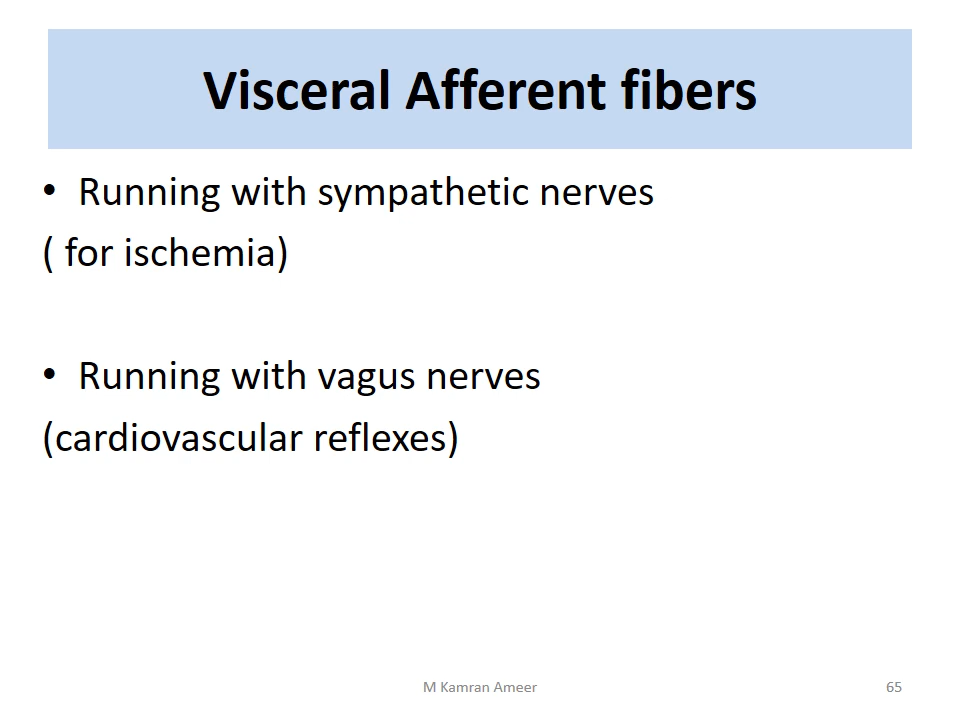 Visceral Afferent fibers
• Running with sympathetic nerves
( for ischemia)
• Running with vagus nerves
(cardiovascular reflexes)
M Kamran Ameer
65